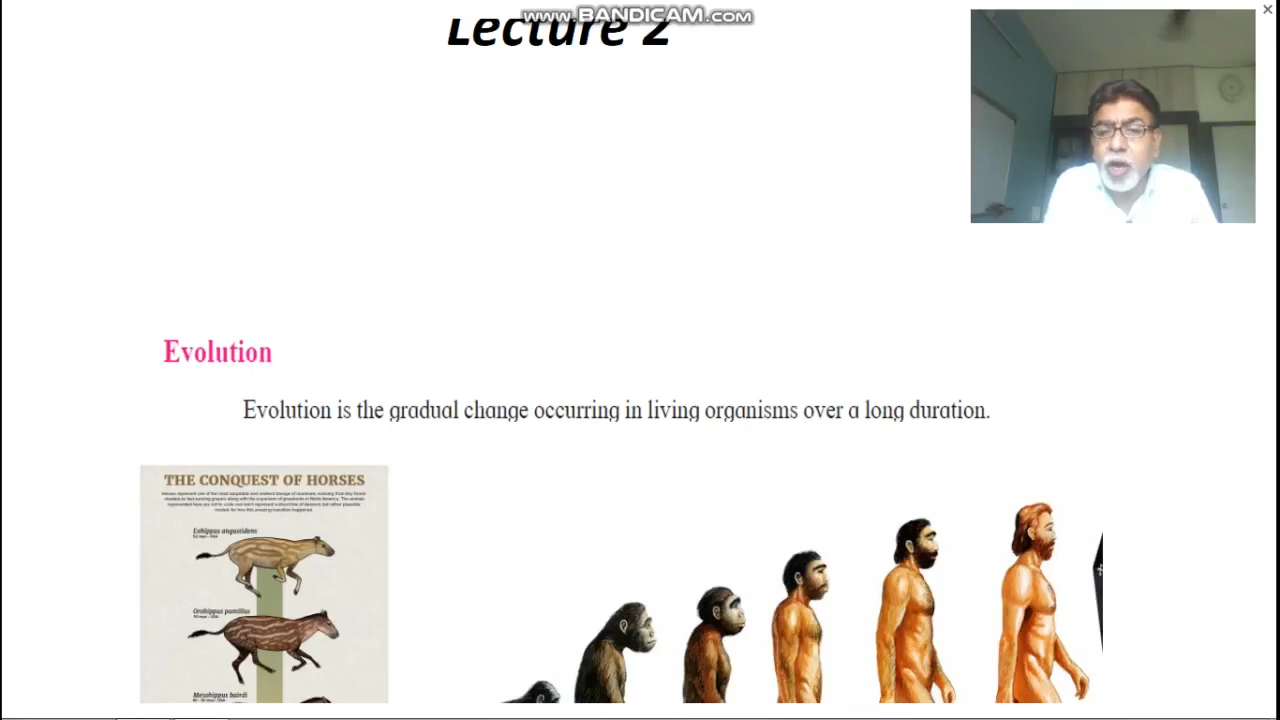 www.BANDICAM.com
Lecture 2
Evolution
Evolution is the gradual change occurring in living organisms over a long duration.
THE CONQUEST OF HORSES
Eohippus angustidens
Orohippus pumilus
Mesohippus bairdi